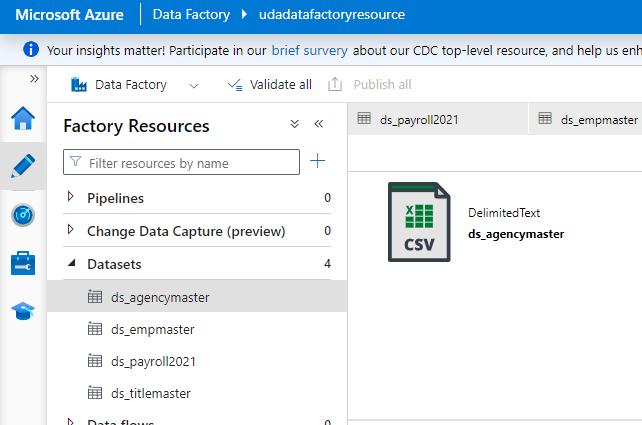 Microsoft Azure Data Factory udadatafactoryresource
Your insights matter! Participate in our brief survery about our CDC top-level resource, and help us enh
Data Factory Validate all Publish all
Factory Resources
Filter resources by name
Pipelines 0
Change Data Capture (preview) 0
Datasets 4
ds_agencymaster
ds_empmaster
ds_payroll2021
ds_titlemaster
Data flows 0
ds_payroll2021 ds_empmaster
X
CSV
DelimitedText
ds_agencymaster